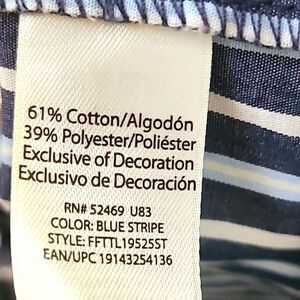 61% Cotton/Algodón
39% Polyester/Poliéster
Exclusive of Decoration
Exclusivo de Decoración
RN# 52469 U83
COLOR: BLUE STRIPE
STYLE: FFTTL19525ST
EAN/UPC 19143254136